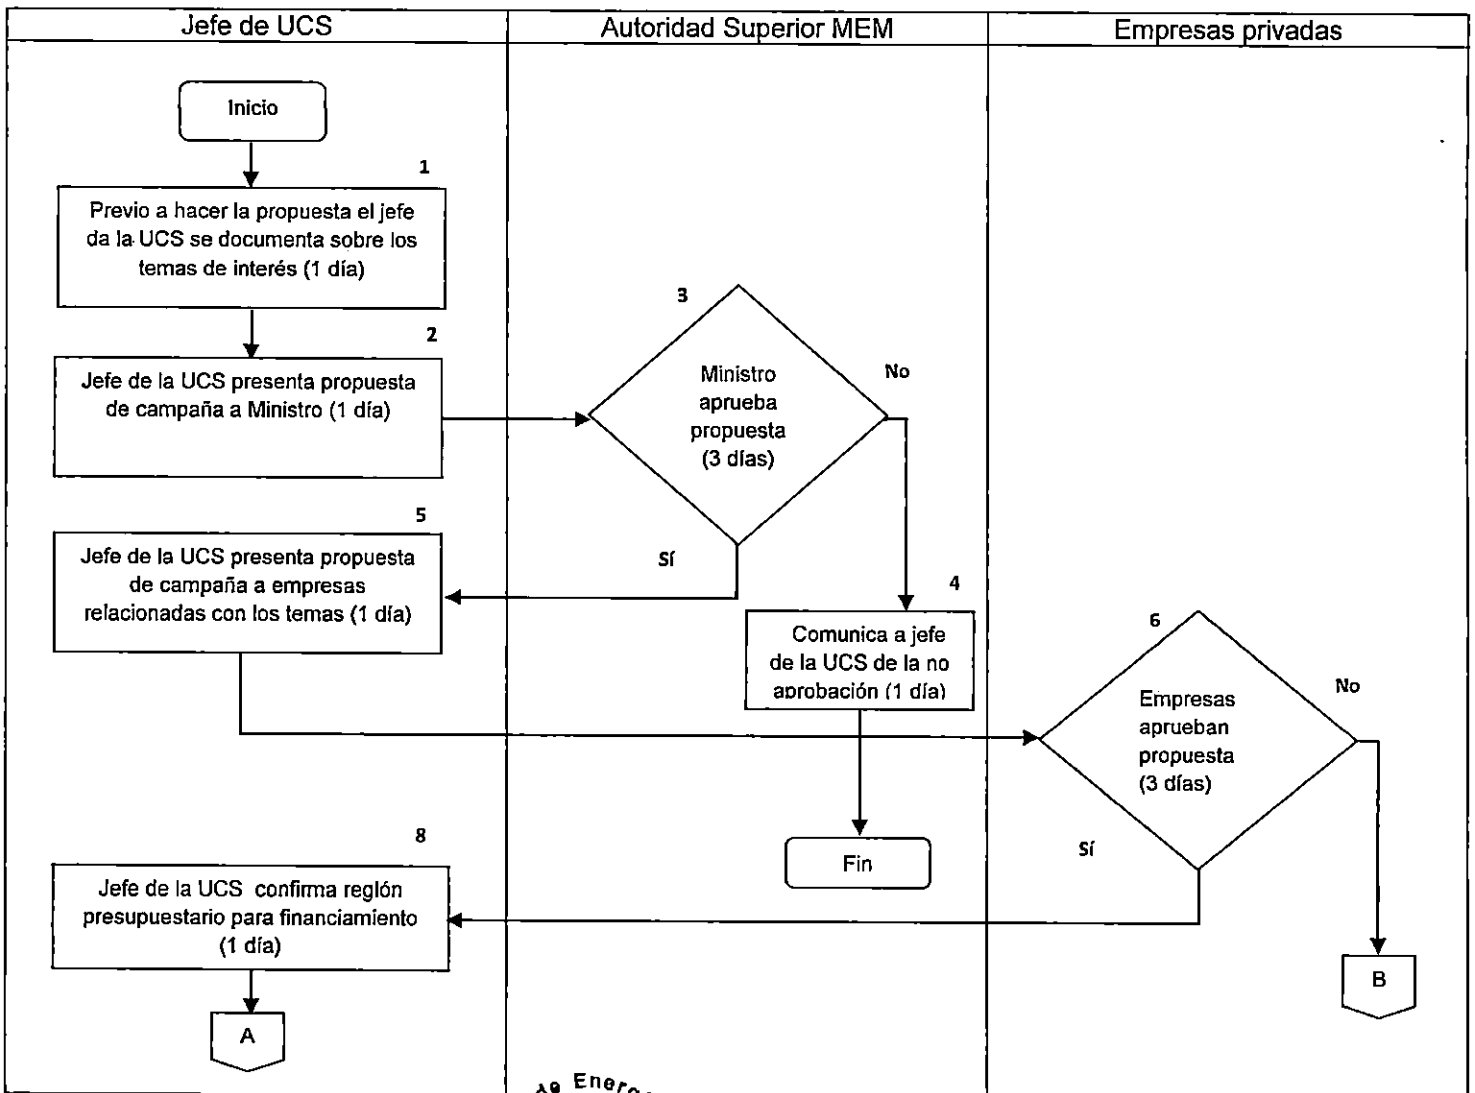 Jefe de UCS
Autoridad Superior MEM
Empresas privadas
Inicio
1
Previo a hacer la propuesta el jefe
da la UCS se documenta sobre los
temas de interés (1 día)
2
Jefe de la UCS presenta propuesta
de campaña a Ministro (1 día)
3
Ministro
aprueba
propuesta
(3 días)
No
Sí
5
Jefe de la UCS presenta propuesta
de campaña a empresas
relacionadas con los temas (1 día)
4
Comunica a jefe
de la UCS de la no
aprobación (1 día)
6
Empresas
aprueban
propuesta
(3 días)
No
Sí
Fin
8
Jefe de la UCS confirma reglón
presupuestario para financiamiento
(1 día)
A
B